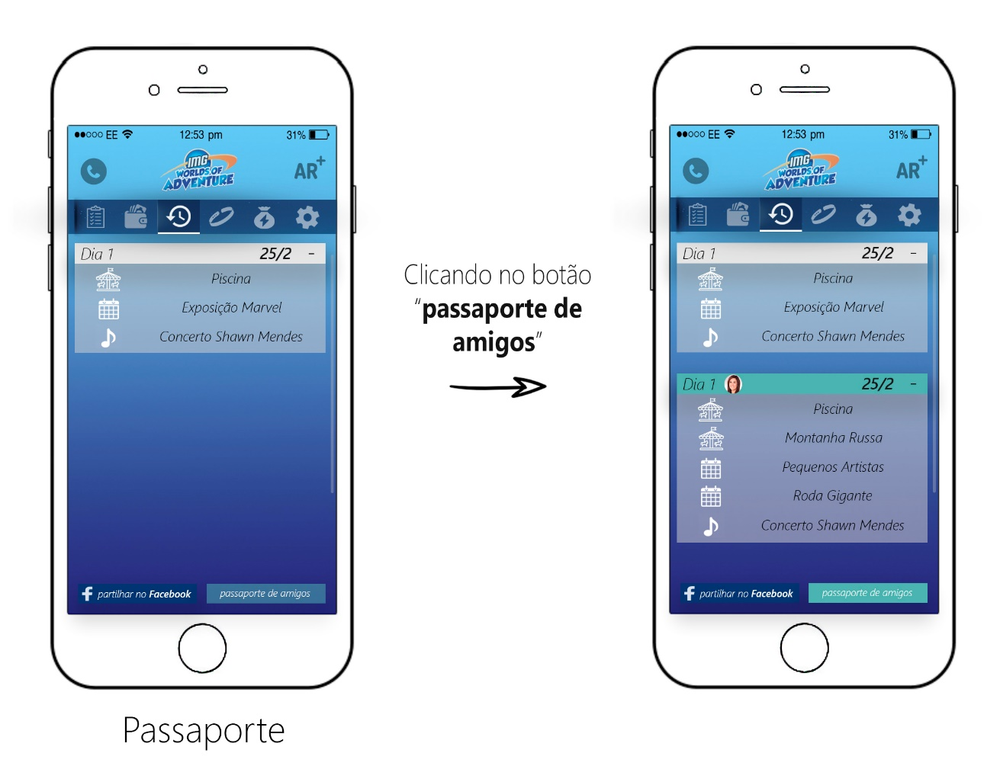 EE
12:53 pm
31%
IMG
WORLDS OF
ADVENTURE
AR+
Dia 1 25/2 -
Piscina
Exposição Marvel
Concerto Shawn Mendes
partilhar no Facebook
passaporte de amigos
Passaporte
Clicando no botão
“passaporte de
amigos”
EE
12:53 pm
31%
IMG
WORLDS OF
ADVENTURE
AR+
Dia 1 25/2 -
Piscina
Exposição Marvel
Concerto Shawn Mendes
Dia 1 25/2 -
Piscina
Montanha Russa
Pequenos Artistas
Roda Gigante
Concerto Shawn Mendes
partilhar no Facebook
passaporte de amigos